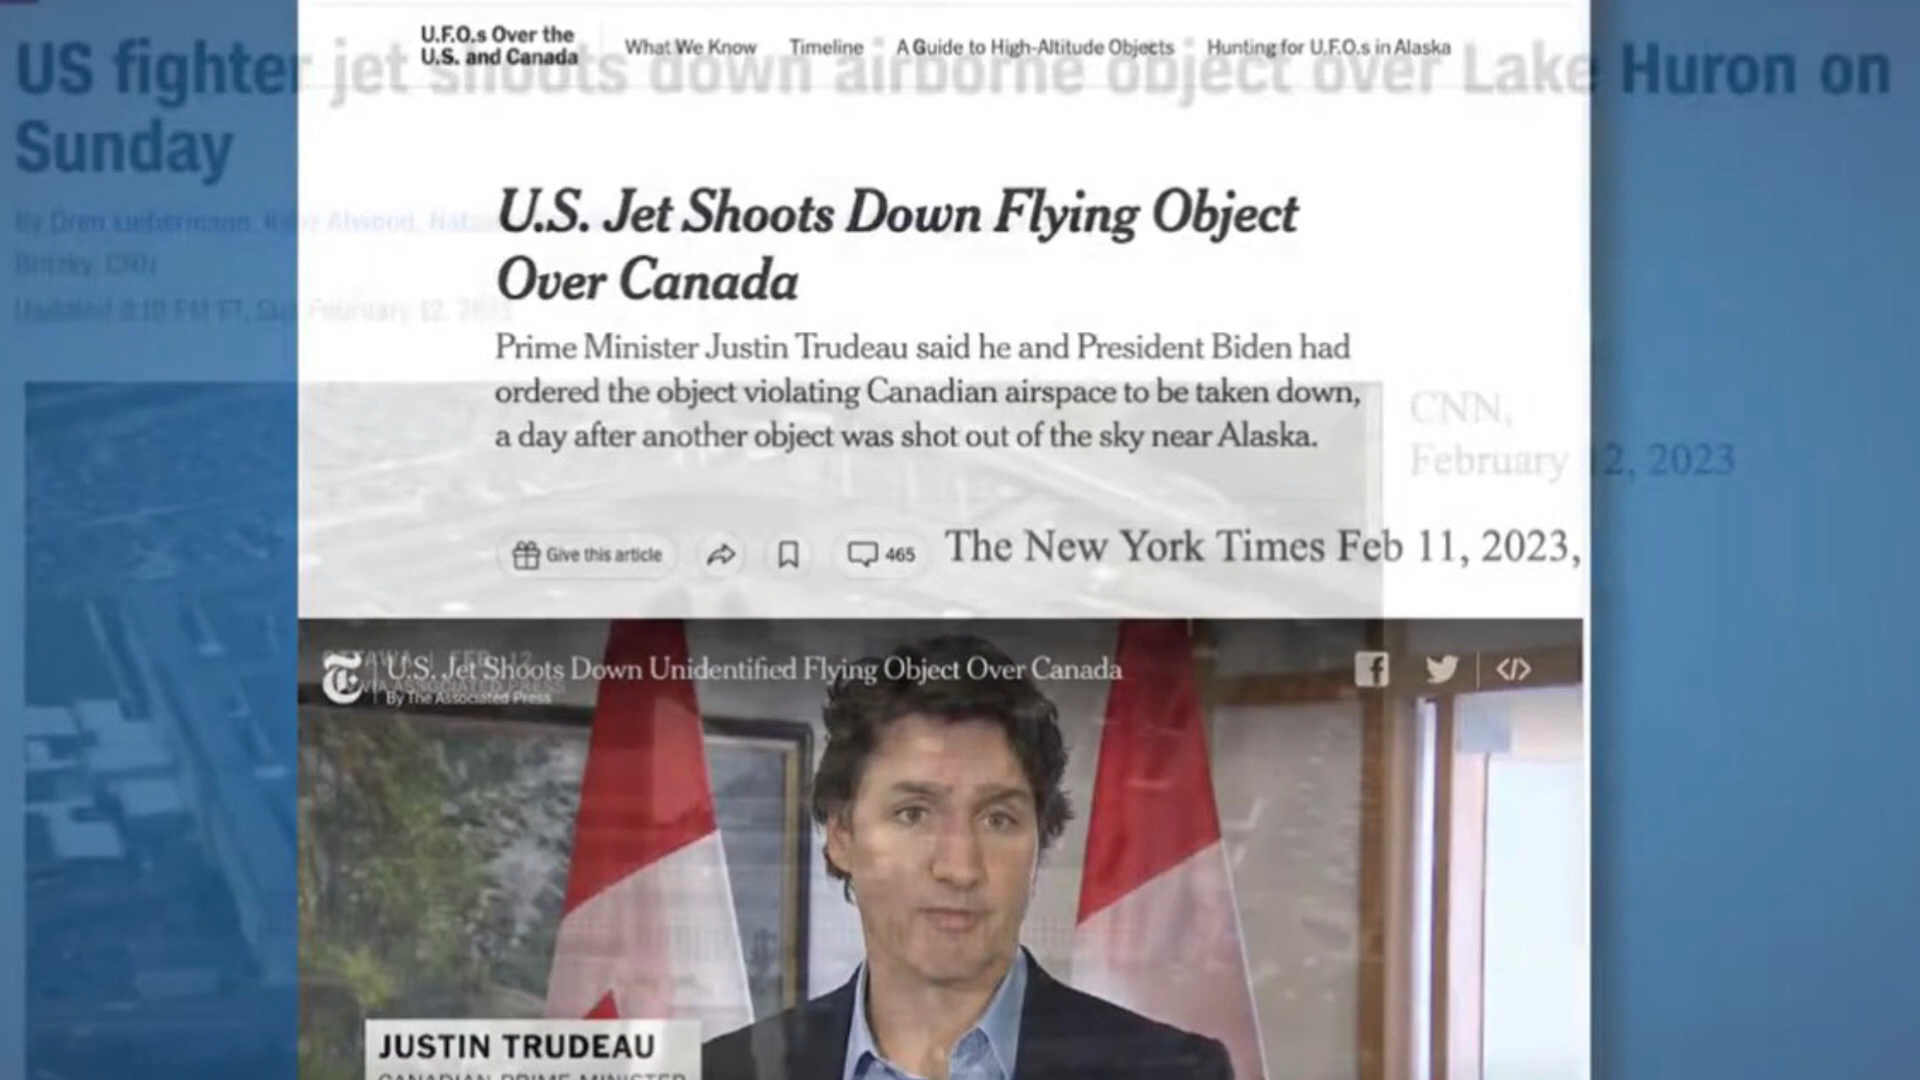 US fighter jet shoots down airborne object over Lake Huron on
Sunday
U.F.O.s Over the
U.S. and Canada
What We Know
Timeline
A Guide to High-Altitude Objects
Hunting for U.F.O.s in Alaska
U.S. Jet Shoots Down Flying Object
Over Canada
Prime Minister Justin Trudeau said he and President Biden had
ordered the object violating Canadian airspace to be taken down,
a day after another object was shot out of the sky near Alaska.
CNN,
February 12, 2023
Give this article
465
The New York Times Feb 11, 2023,
U.S. Jet Shoots Down Unidentified Flying Object Over Canada
By The Associated Press
JUSTIN TRUDEAU
CANADIAN PRIME MINISTER